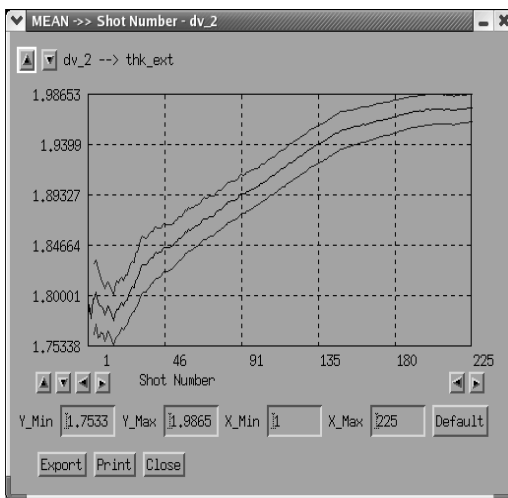 MEAN ->> Shot Number - dv_2
dv_2 --> thk_ext
1.98653
1.9399
1.89327
1.84664
1.80001
1.75338
1 46 91 135 180 225
Shot Number
Y_Min 1.7533 Y_Max 1.9865 X_Min 1 X_Max 225 Default
Export Print Close